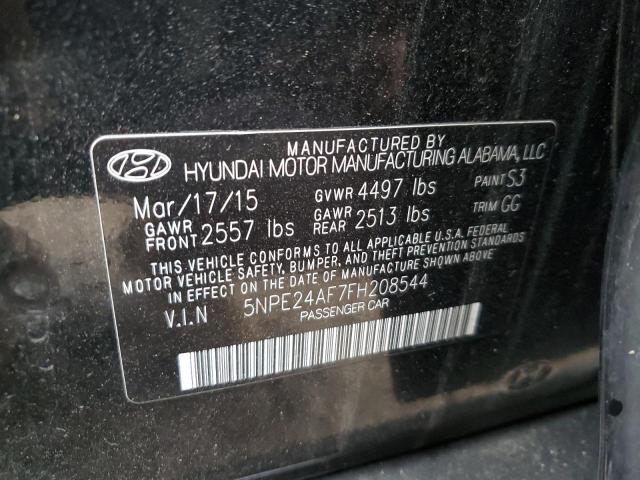 MANUFACTURED BY
HYUNDAI MOTOR MANUFACTURING ALABAMA, LLC
Mar/17/15 GVWR 4497 lbs PAINT S3
GAWR FRONT 2557 lbs GAWR REAR 2513 lbs TRIM GG
THIS VEHICLE CONFORMS TO ALL APPLICABLE U.S.A. FEDERAL
MOTOR VEHICLE SAFETY, BUMPER, AND THEFT PREVENTION STANDARDS
IN EFFECT ON THE DATE OF MANUFACTURE SHOWN ABOVE.
V.I.N 5NPE24AF7FH208544
PASSENGER CAR